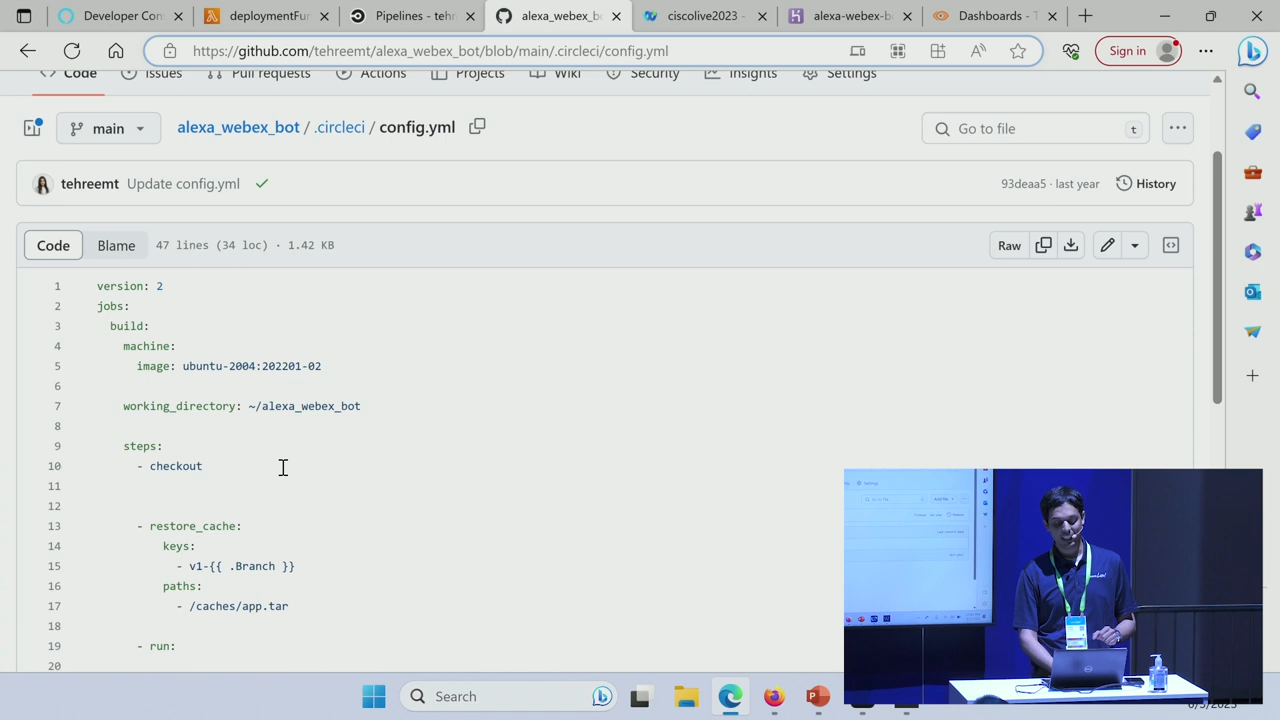 Developer Con
deploymentFun
Pipelines - tehre
alexa_webex_bo
ciscolive2023 -
alexa-webex-bo
Dashboards - T
https://github.com/tehreemt/alexa_webex_bot/blob/main/.circleci/config.yml
Sign in
Code
Issues
Pull requests
Actions
Projects
Wiki
Security
Insights
Settings
main
alexa_webex_bot / .circleci / config.yml
Go to file
t
tehreemt Update config.yml
93deaa5 · last year
History
Code
Blame
47 lines (34 loc) · 1.42 KB
Raw
1 version: 2
2 jobs:
3 build:
4 machine:
5 image: ubuntu-2004:202201-02
6
7 working_directory: ~/alexa_webex_bot
8
9 steps:
10 - checkout
11
12
13 - restore_cache:
14 keys:
15 - v1-{{ .Branch }}
16 paths:
17 - /caches/app.tar
18
19 - run:
20
Search